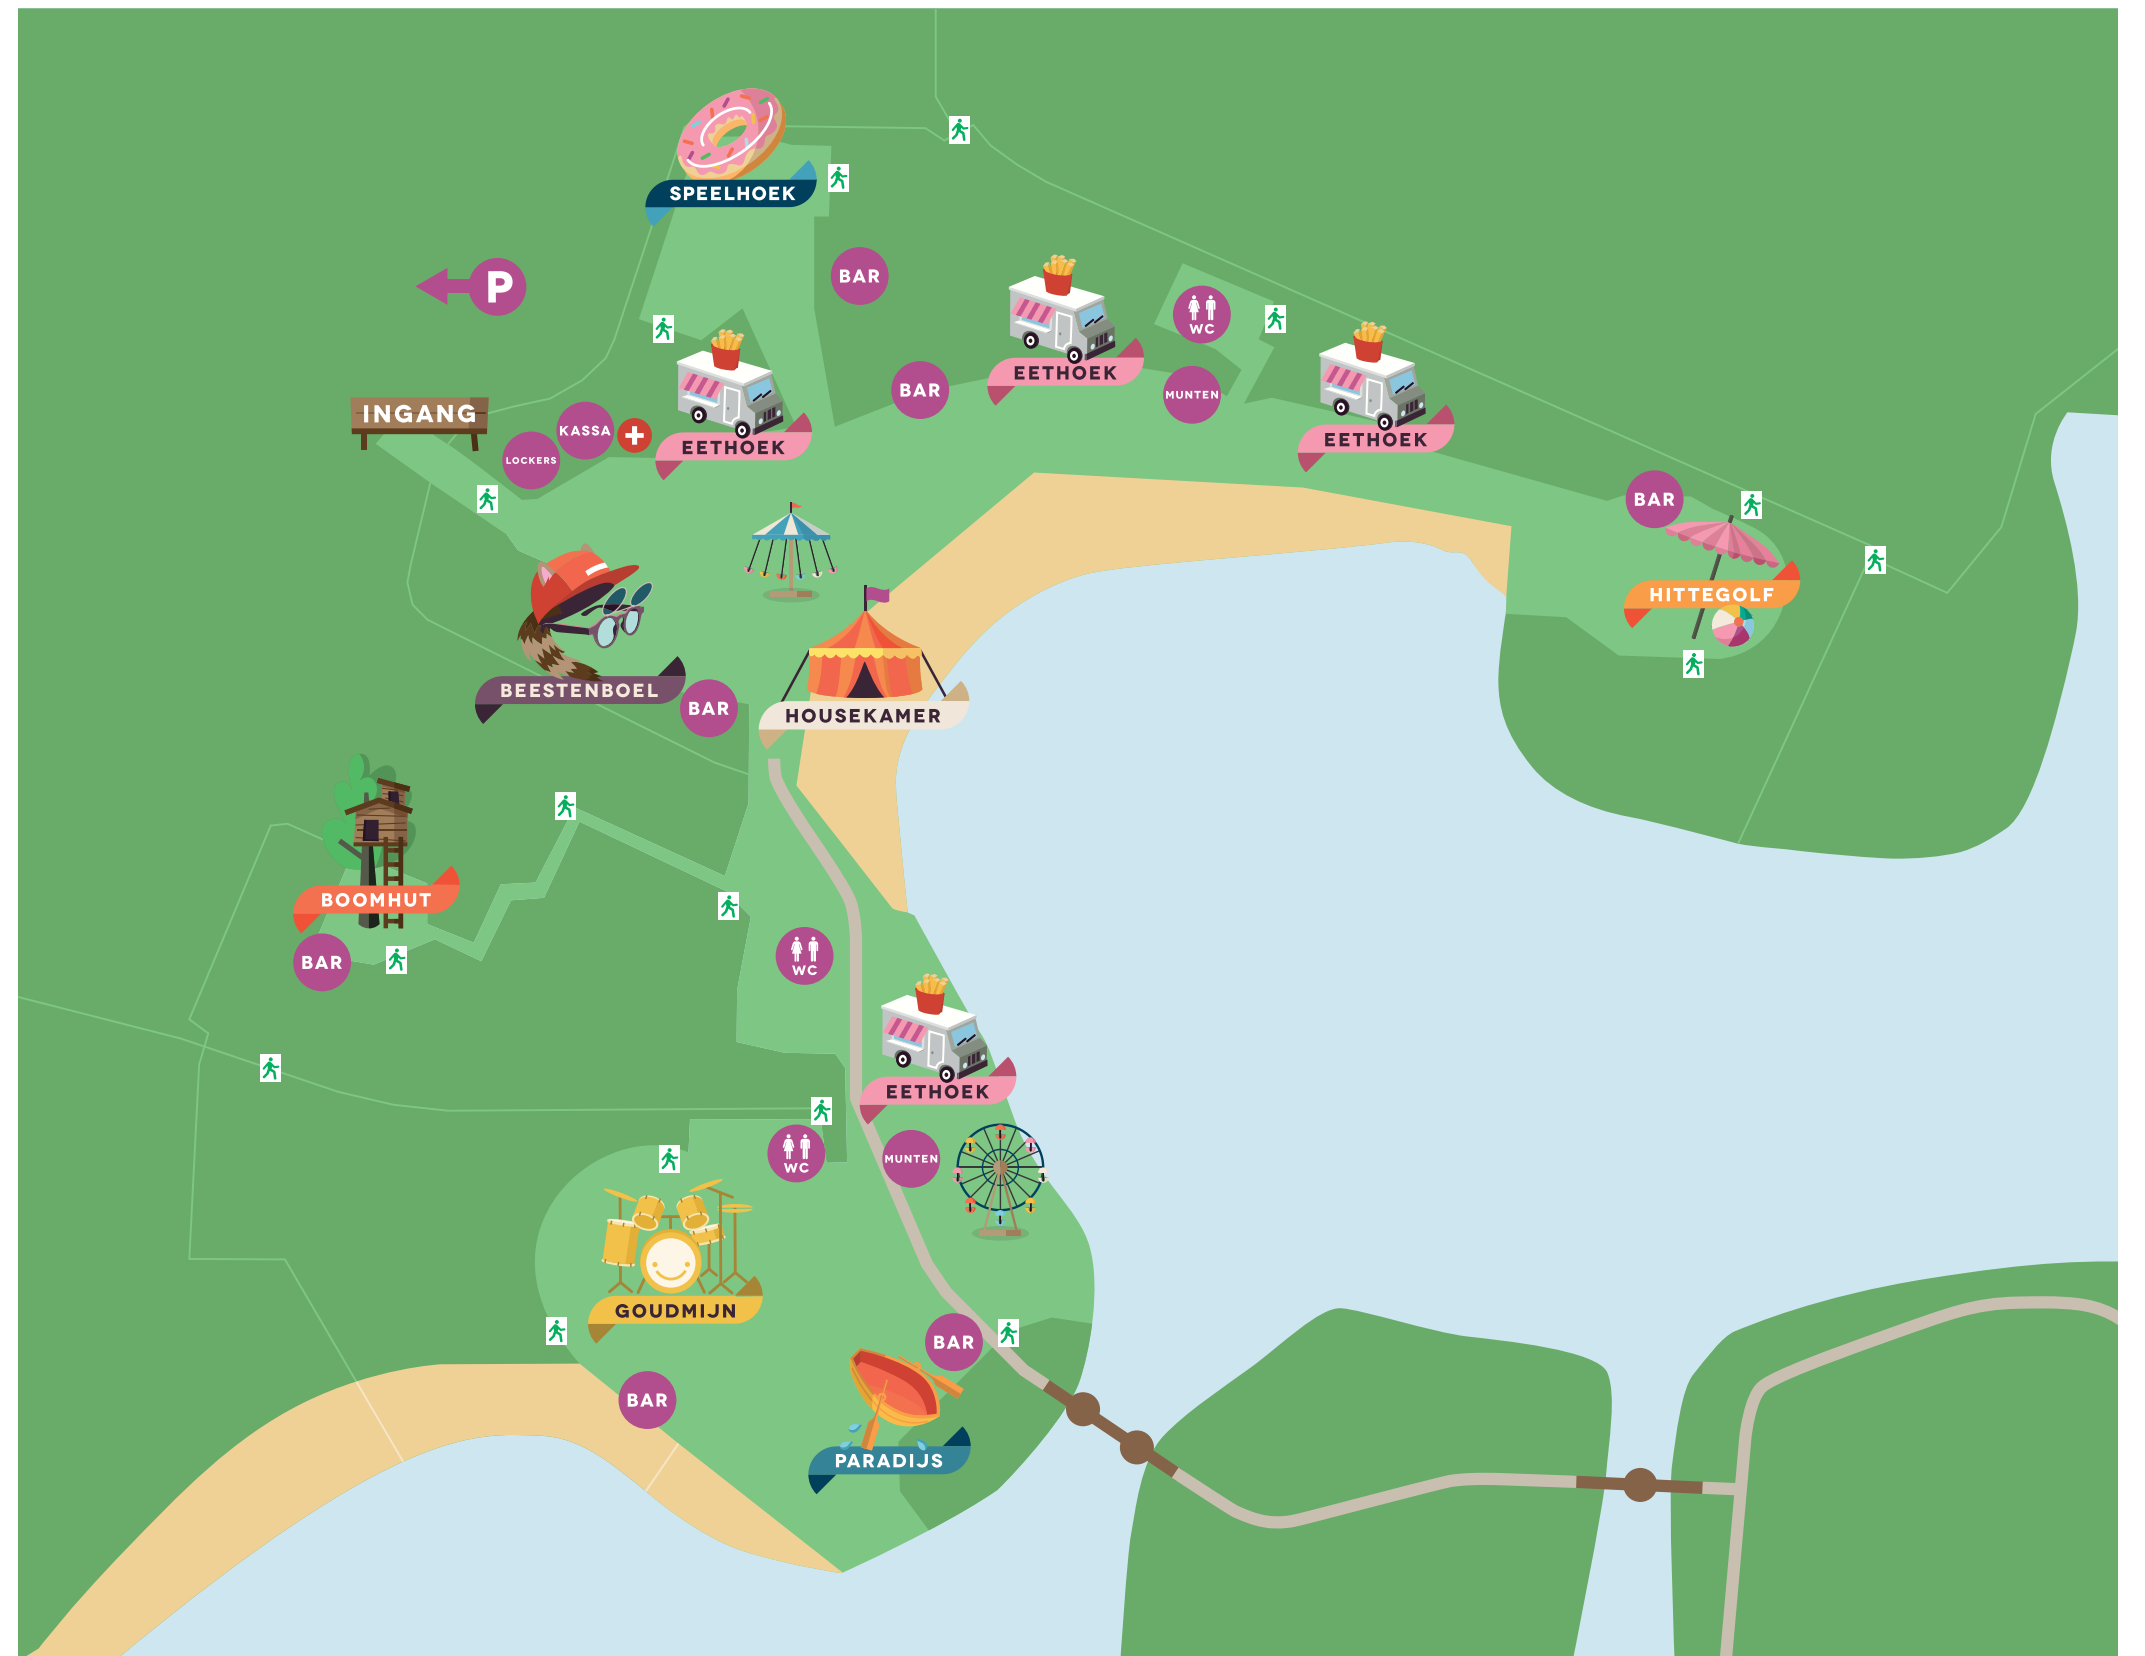 SPEELHOEK
BAR
P
WC
EETHOEK
BAR
MUNTEN
INGANG
KASSA
LOCKERS
EETHOEK
EETHOEK
BAR
HITTEGOLF
BEESTENBOEL
BAR
HOUSEKAMER
BOOMHUT
BAR
WC
EETHOEK
WC
MUNTEN
GOUDMIJN
BAR
BAR
PARADIJS